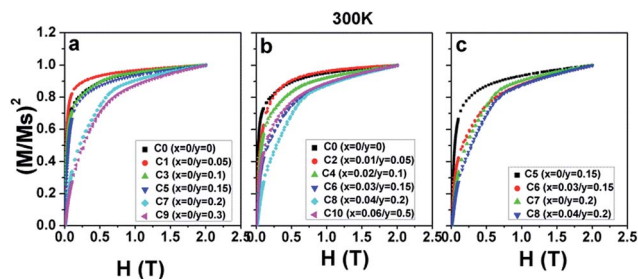 300K
(M/Ms)²
1.2
1.0
0.8
0.6
0.4
0.2
0.0
a
C0 (x=0/y=0)
C1 (x=0/y=0.05)
C3 (x=0/y=0.1)
C5 (x=0/y=0.15)
C7 (x=0/y=0.2)
C9 (x=0/y=0.3)
0.0 0.5 1.0 1.5 2.0 2.5
H (T)
b
C0 (x=0/y=0)
C2 (x=0.01/y=0.05)
C4 (x=0.02/y=0.1)
C6 (x=0.03/y=0.15)
C8 (x=0.04/y=0.2)
C10 (x=0.06/y=0.5)
0.0 0.5 1.0 1.5 2.0 2.5
H (T)
c
C5 (x=0/y=0.15)
C6 (x=0.03/y=0.15
C7 (x=0/y=0.2)
C8 (x=0.04/y=0.2)
0.0 0.5 1.0 1.5 2.0 2.5
H (T)